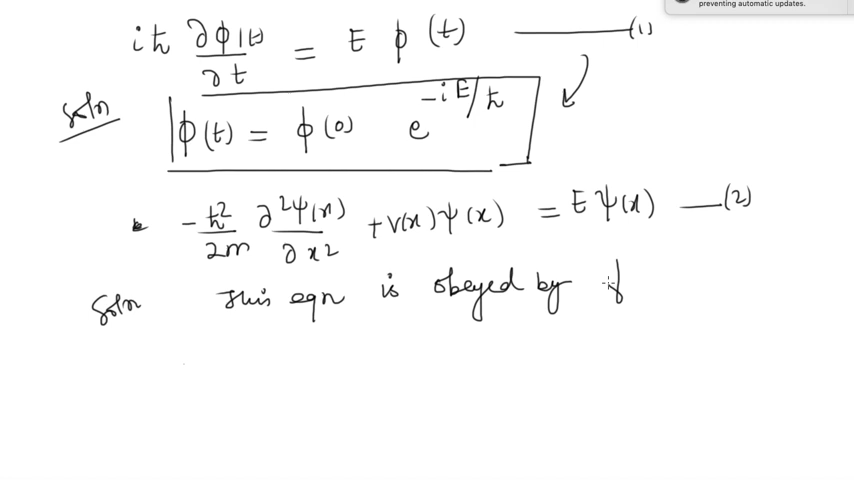 preventing automatic updates.
iħ ∂ϕ(t)/∂t = E ϕ(t) ——(1)
Soln
ϕ(t) = ϕ(0) e^{-iE/ħ}
-ħ²/2m ∂²ψ(x)/∂x² + V(x)ψ(x) = Eψ(x) —(2)
Soln This eqn is obeyed by